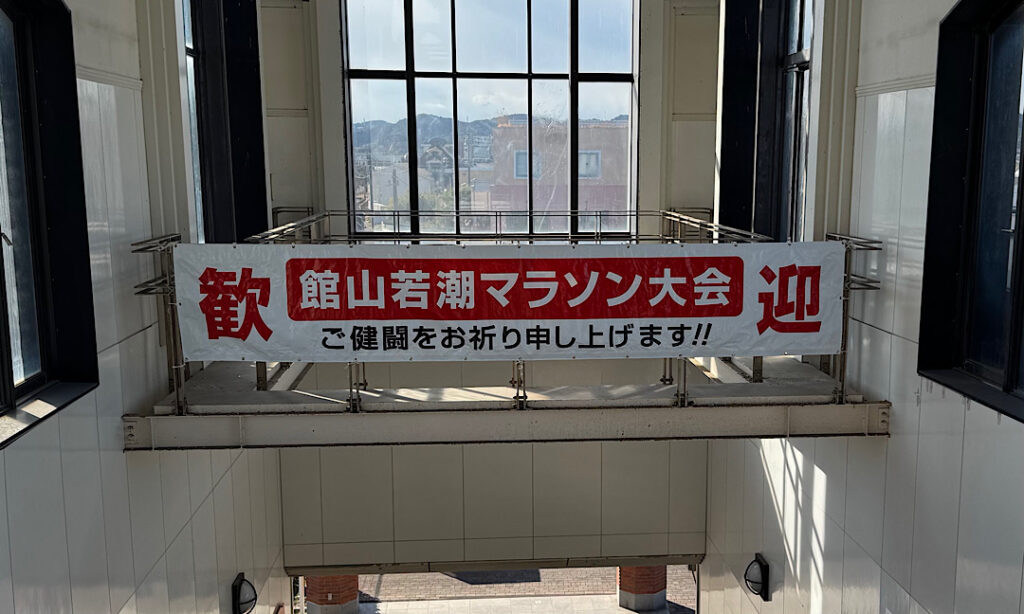 歓 館山若潮マラソン大会 迎
ご健闘をお祈り申し上げます!!